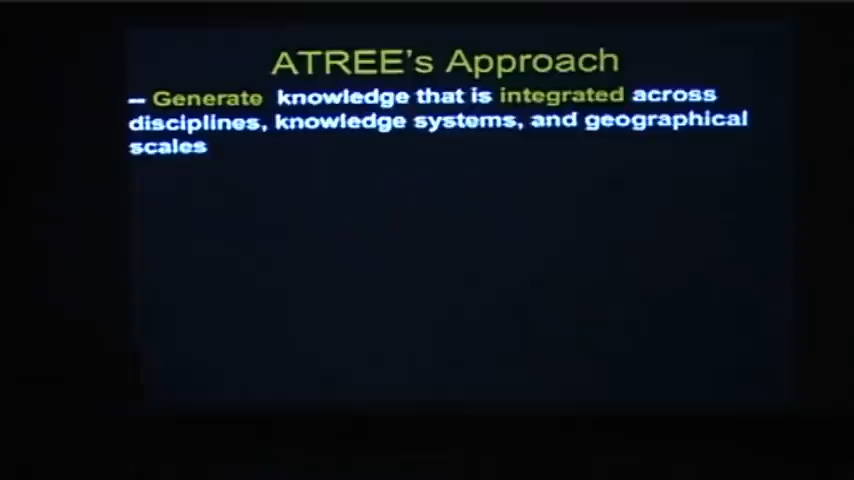 ATREE's Approach
-- Generate knowledge that is integrated across
disciplines, knowledge systems, and geographical
scales